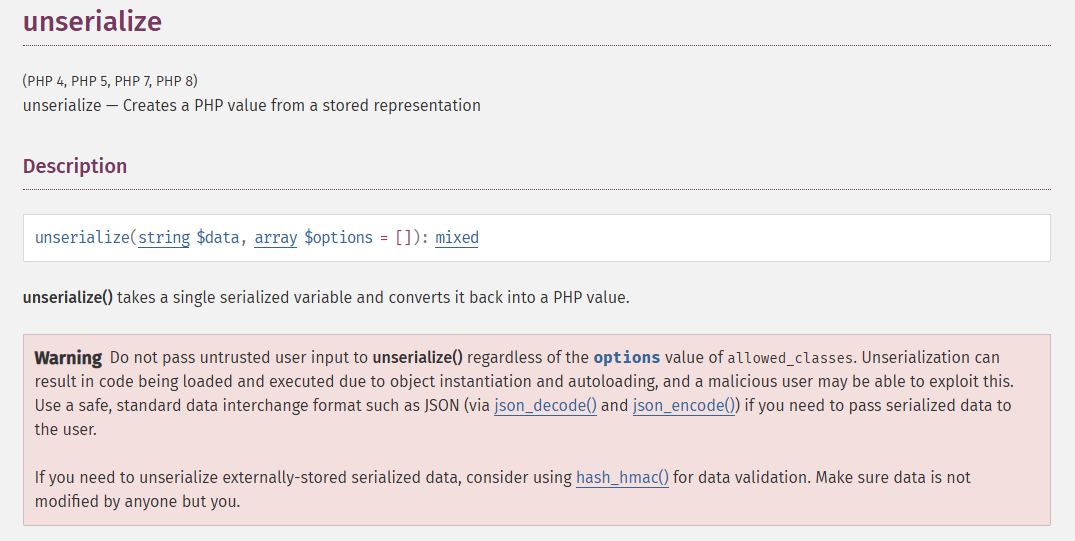 unserialize
(PHP 4, PHP 5, PHP 7, PHP 8)
unserialize — Creates a PHP value from a stored representation
Description
unserialize(string $data, array $options = []): mixed
unserialize() takes a single serialized variable and converts it back into a PHP value.
Warning Do not pass untrusted user input to unserialize() regardless of the options value of allowed_classes. Unserialization can
result in code being loaded and executed due to object instantiation and autoloading, and a malicious user may be able to exploit this.
Use a safe, standard data interchange format such as JSON (via json_decode() and json_encode()) if you need to pass serialized data to
the user.
If you need to unserialize externally-stored serialized data, consider using hash_hmac() for data validation. Make sure data is not
modified by anyone but you.